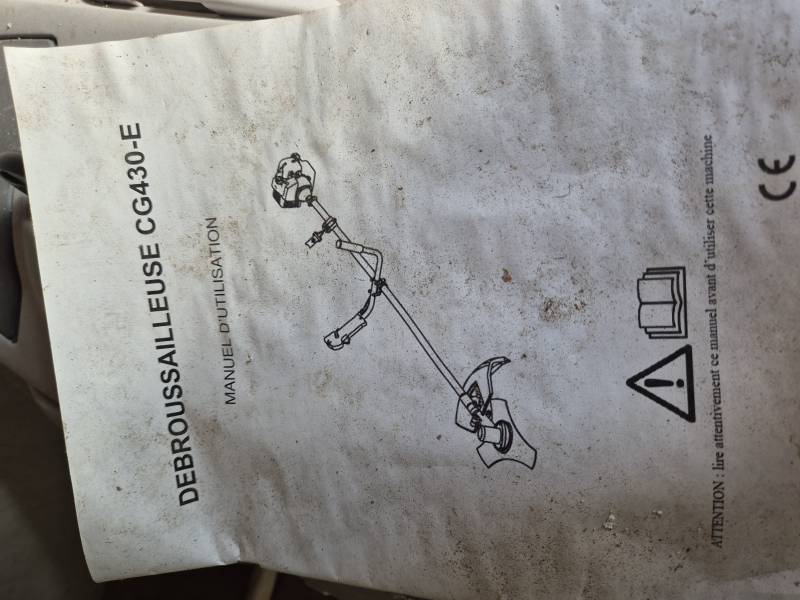 DEBROUSSAILLEUSE CG430-E
MANUEL D'UTILISATION
ATTENTION : lire attentivement ce manuel avant d'utiliser cette machine
CE